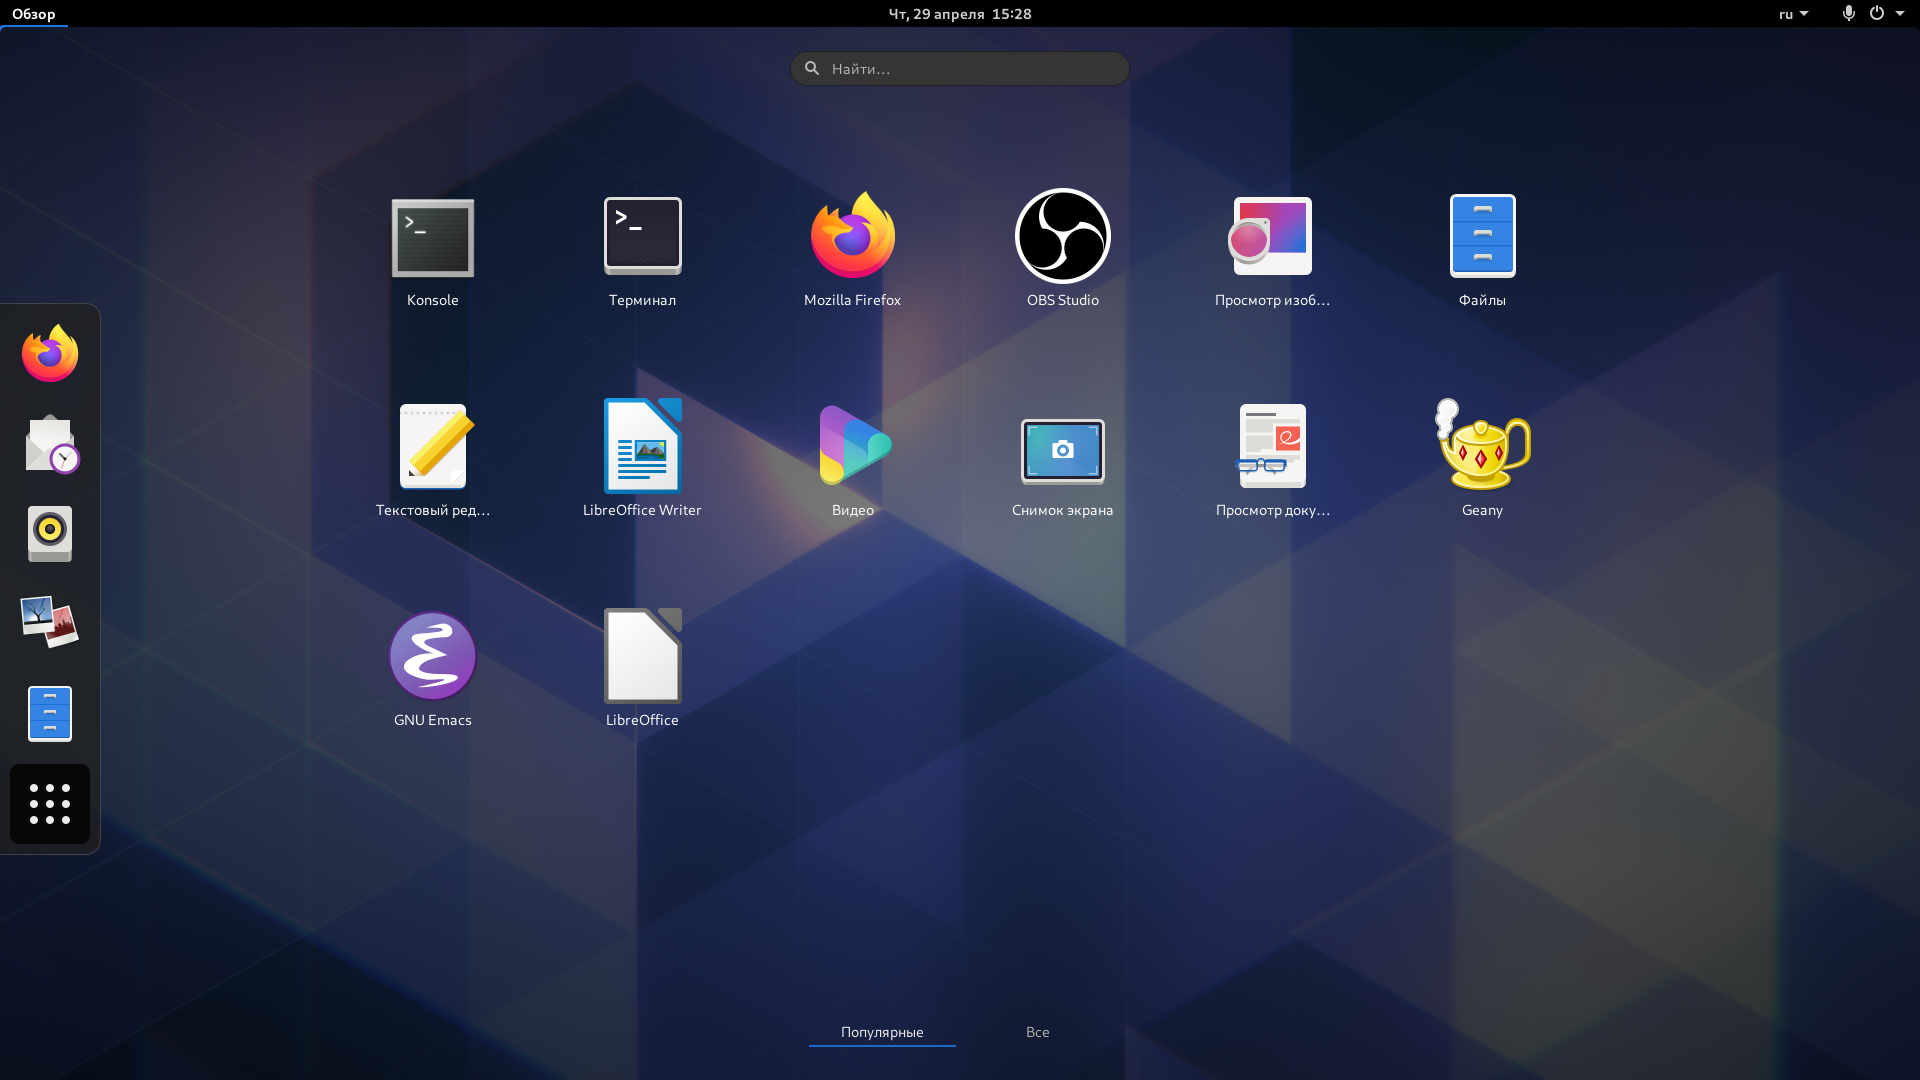 Обзор
Чт, 29 апреля 15:28
ru
Найти...
Konsole
Терминал
Mozilla Firefox
OBS Studio
Просмотр изоб...
Файлы
Текстовый ред...
LibreOffice Writer
Видео
Снимок экрана
Просмотр доку...
Geany
GNU Emacs
LibreOffice
Популярные
Все